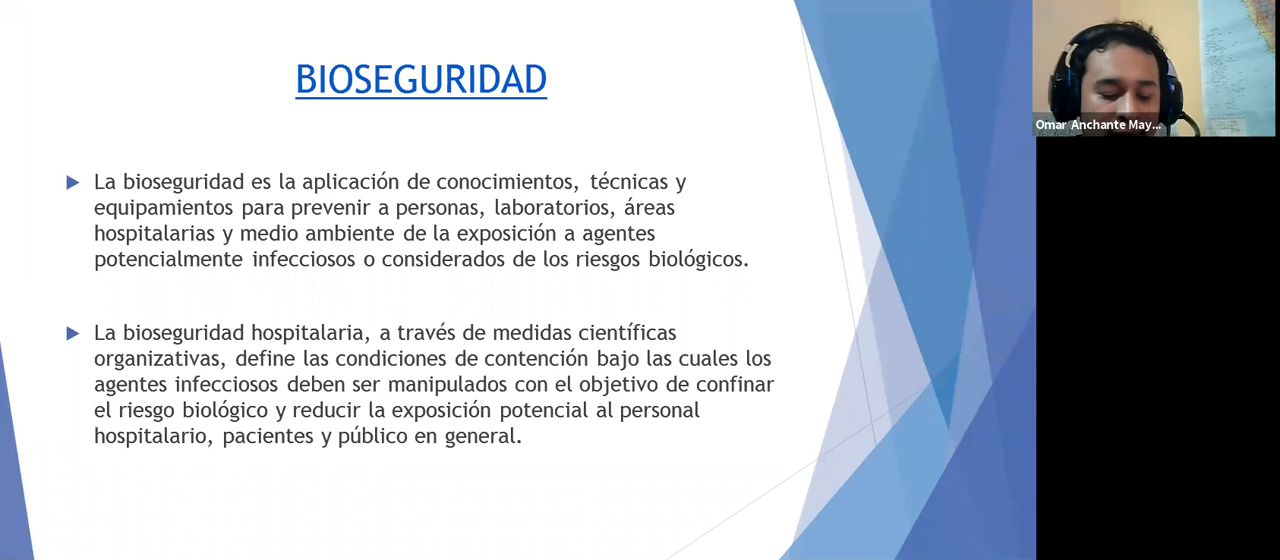 BIOSEGURIDAD
La bioseguridad es la aplicación de conocimientos, técnicas y
equipamientos para prevenir a personas, laboratorios, áreas
hospitalarias y medio ambiente de la exposición a agentes
potencialmente infecciosos o considerados de los riesgos biológicos.
La bioseguridad hospitalaria, a través de medidas científicas
organizativas, define las condiciones de contención bajo las cuales los
agentes infecciosos deben ser manipulados con el objetivo de confinar
el riesgo biológico y reducir la exposición potencial al personal
hospitalario, pacientes y público en general.
Omar Anchante May...